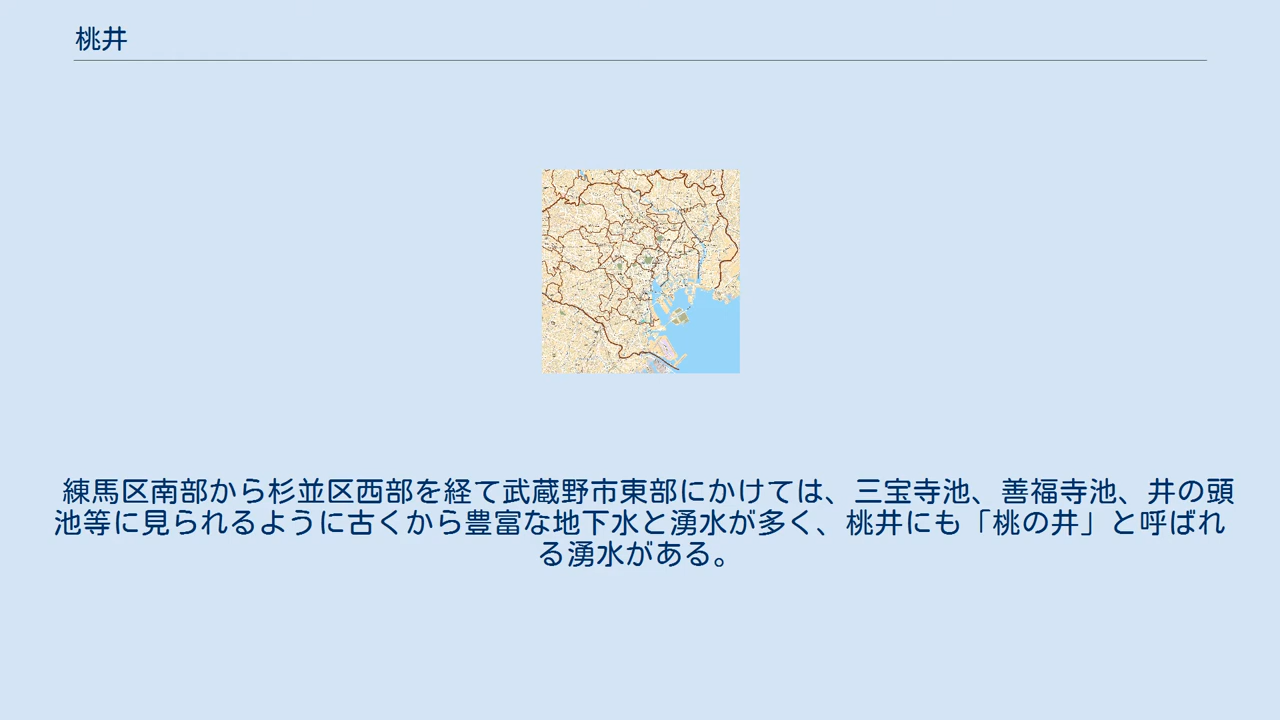 桃井
練馬区南部から杉並区西部を経て武蔵野市東部にかけては、三宝寺池、善福寺池、井の頭
池等に見られるように古くから豊富な地下水と湧水が多く、桃井にも「桃の井」と呼ばれ
る湧水がある。